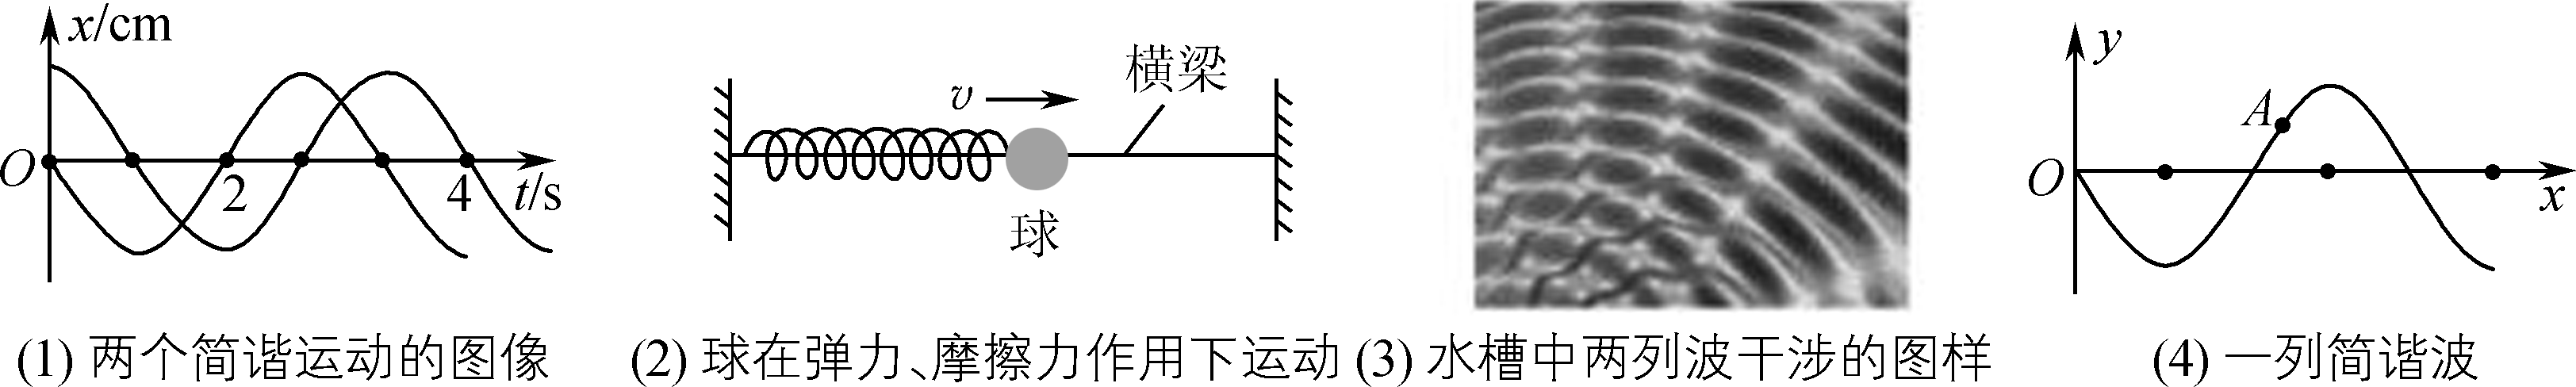 x/cm
O
2
4
t/s
(1) 两个简谐运动的图像
v
横梁
球
(2) 球在弹力、摩擦力作用下运动
(3) 水槽中两列波干涉的图样
y
A
O
x
(4) 一列简谐波